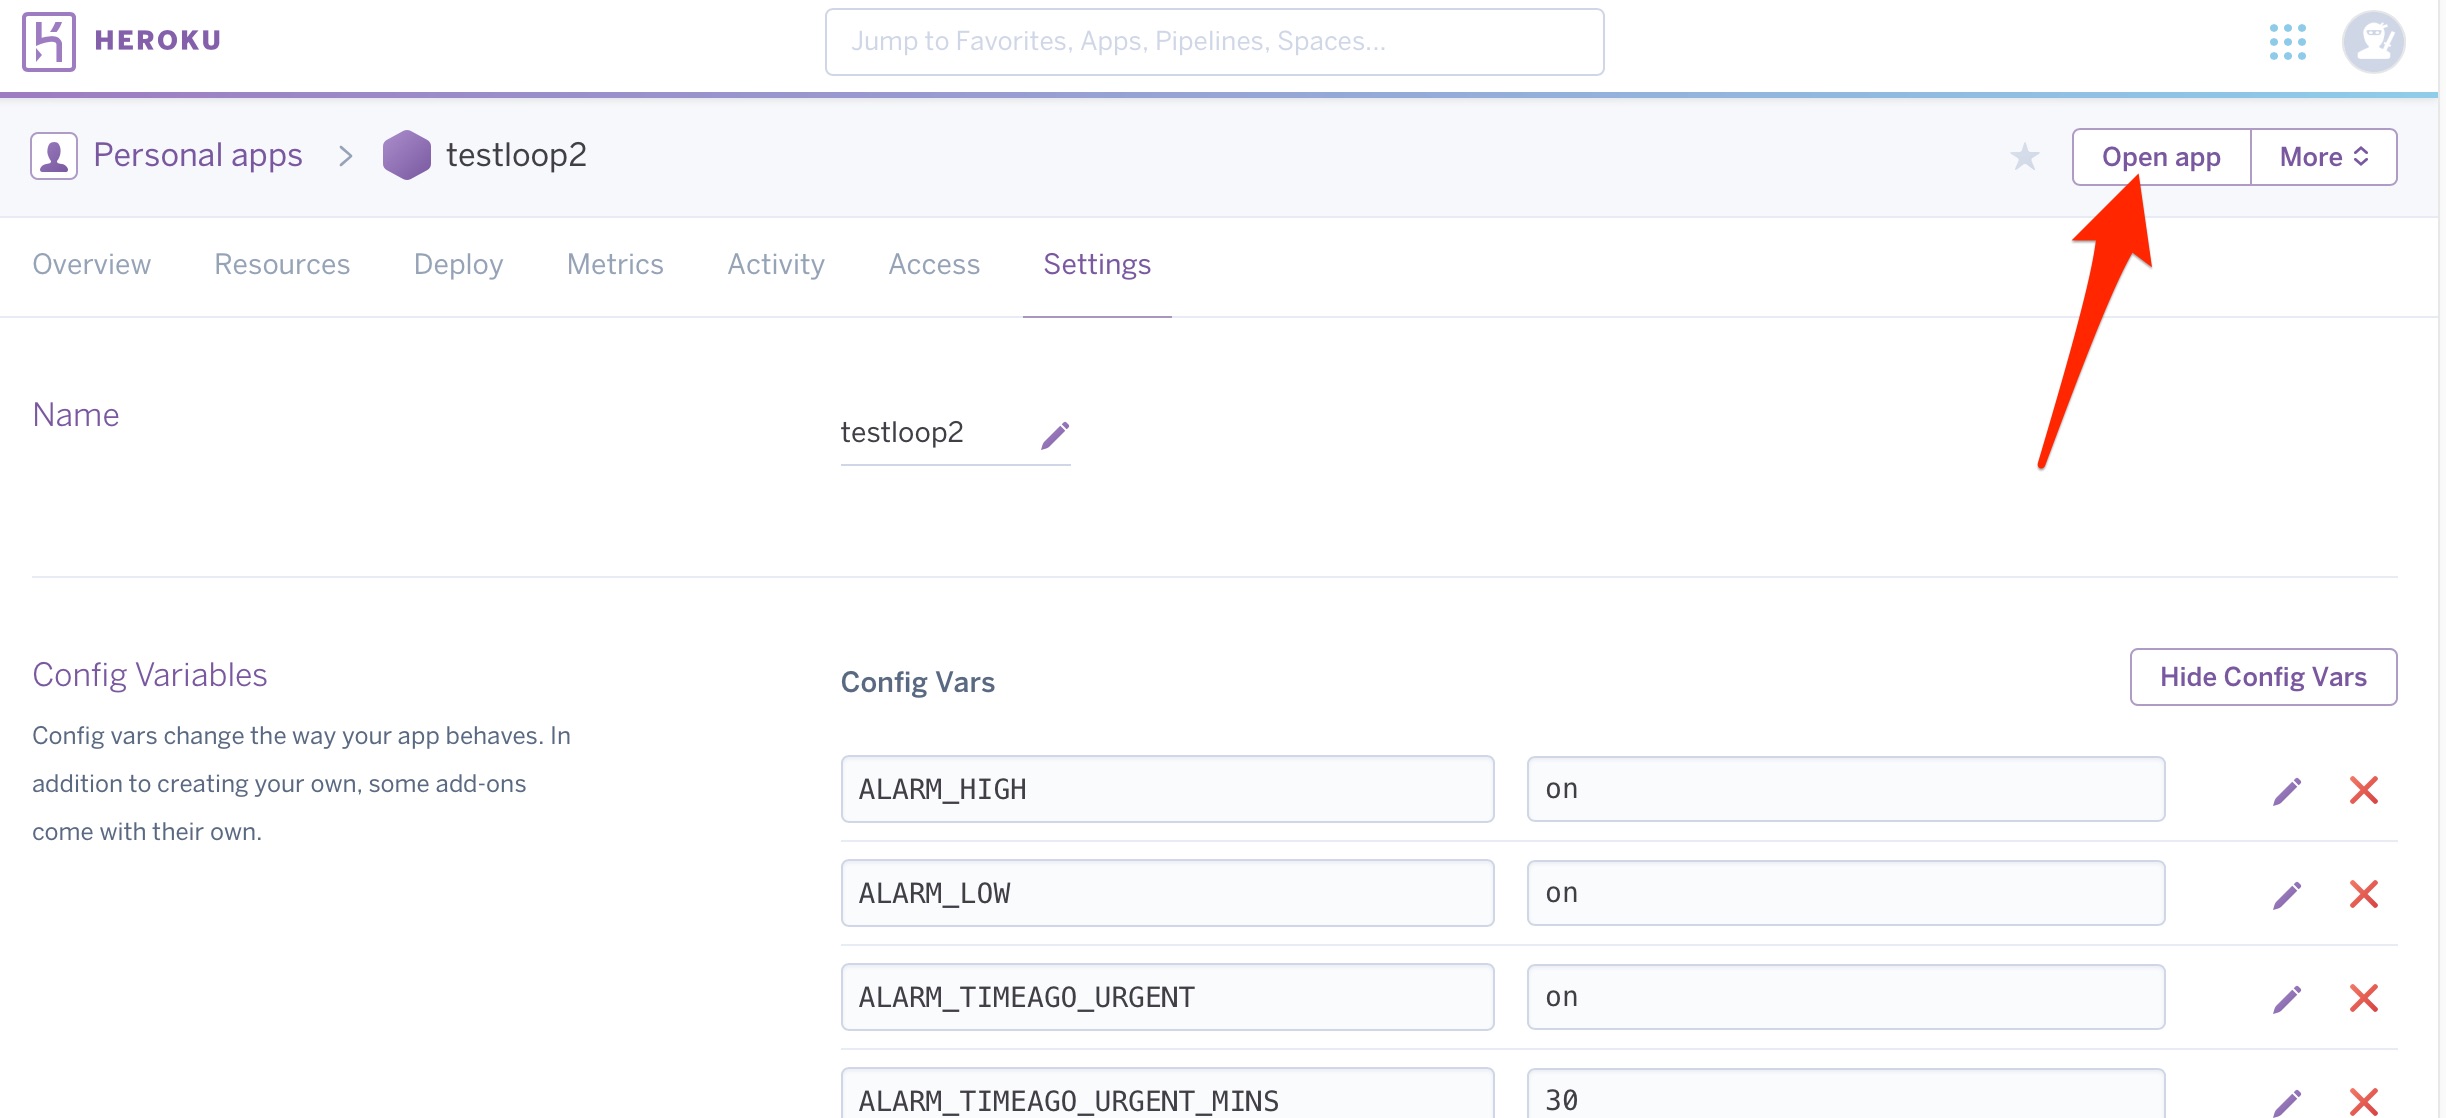 HEROKU
Jump to Favorites, Apps, Pipelines, Spaces...
Personal apps > testloop2
Open app
More
Overview Resources Deploy Metrics Activity Access Settings
Name
testloop2
Config Variables
Config vars change the way your app behaves. In
addition to creating your own, some add-ons
come with their own.
Config Vars
Hide Config Vars
ALARM_HIGH on
ALARM_LOW on
ALARM_TIMEAGO_URGENT on
ALARM_TIMEAGO_URGENT_MINS 30